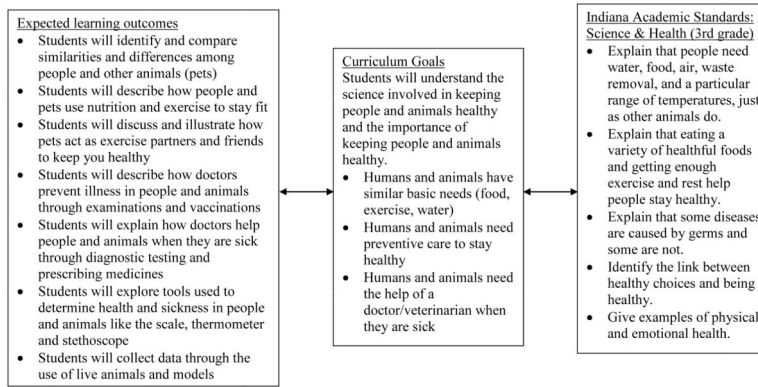 Expected learning outcomes
• Students will identify and compare
similarities and differences among
people and other animals (pets)
• Students will describe how people and
pets use nutrition and exercise to stay fit
• Students will discuss and illustrate how
pets act as exercise partners and friends
to keep you healthy
• Students will describe how doctors
prevent illness in people and animals
through examinations and vaccinations
• Students will explain how doctors help
people and animals when they are sick
through diagnostic testing and
prescribing medicines
• Students will explore tools used to
determine health and sickness in people
and animals like the scale, thermometer
and stethoscope
• Students will collect data through the
use of live animals and models
Curriculum Goals
Students will understand the
science involved in keeping
people and animals healthy
and the importance of
keeping people and animals
healthy.
• Humans and animals have
similar basic needs (food,
exercise, water)
• Humans and animals need
preventive care to stay
healthy
• Humans and animals need
the help of a
doctor/veterinarian when
they are sick
Indiana Academic Standards:
Science & Health (3rd grade)
• Explain that people need
water, food, air, waste
removal, and a particular
range of temperatures, just
as other animals do.
• Explain that eating a
variety of healthful foods
and getting enough
exercise and rest help
people stay healthy.
• Explain that some diseases
are caused by germs and
some are not.
• Identify the link between
healthy choices and being
healthy.
• Give examples of physical
and emotional health.